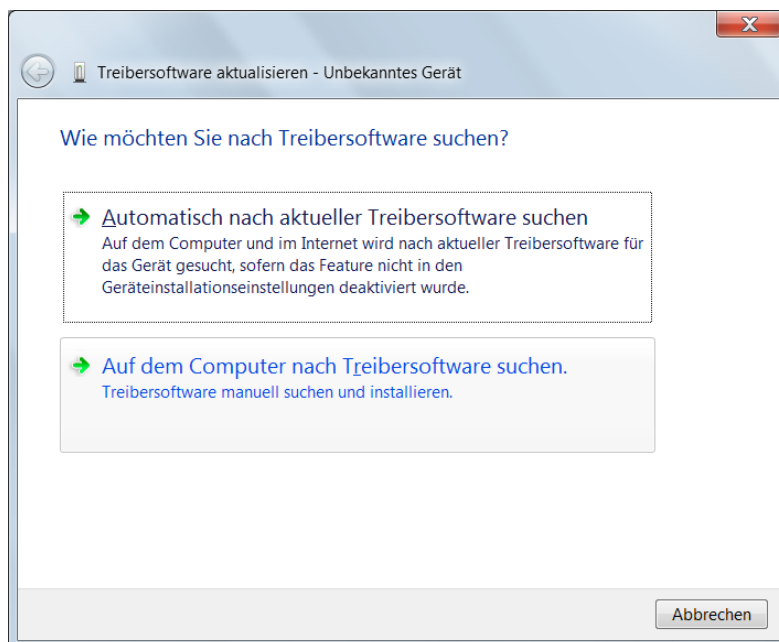 Treibersoftware aktualisieren - Unbekanntes Gerät
Wie möchten Sie nach Treibersoftware suchen?
Automatisch nach aktueller Treibersoftware suchen
Auf dem Computer und im Internet wird nach aktueller Treibersoftware für
das Gerät gesucht, sofern das Feature nicht in den
Geräteinstallationseinstellungen deaktiviert wurde.
Auf dem Computer nach Treibersoftware suchen.
Treibersoftware manuell suchen und installieren.
Abbrechen